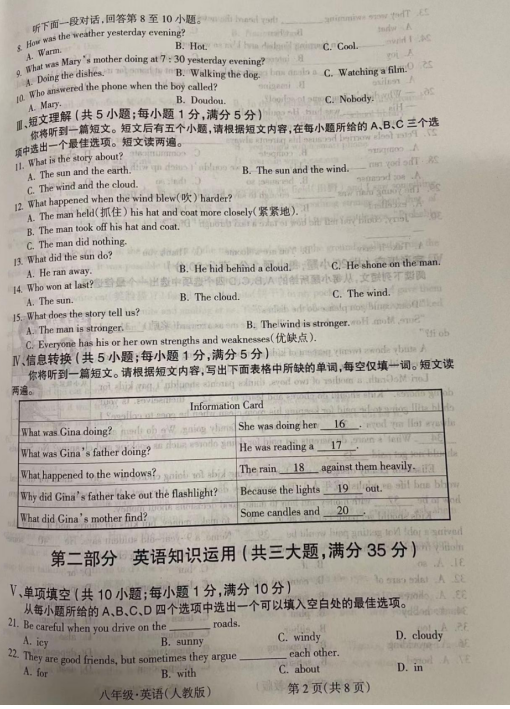 听下面一段对话,回答第 8 至 10 小题。
8. How was the weather yesterday evening?
A. Warm. B. Hot. C. Cool.
9. What was Mary's mother doing at 7:30 yesterday evening?
A. Doing the dishes. B. Walking the dog. C. Watching a film.
10. Who answered the phone when the boy called?
A. Mary. B. Doudou. C. Nobody.
Ⅲ、短文理解(共 5 小题;每小题 1 分,满分 5 分)
你将听到一篇短文。短文后有五个小题,请根据短文内容,在每小题所给的 A、B、C 三个选
项中选出一个最佳选项。短文读两遍。
11. What is the story about?
A. The sun and the earth. B. The sun and the wind.
C. The wind and the cloud.
12. What happened when the wind blew(吹) harder?
A. The man held(抓住) his hat and coat more closely(紧紧地).
B. The man took off his hat and coat.
C. The man did nothing.
13. What did the sun do?
A. He ran away. B. He hid behind a cloud. C. He shone on the man.
14. Who won at last?
A. The sun. B. The cloud. C. The wind.
15. What does the story tell us?
A. The man is stronger. B. The wind is stronger.
C. Everyone has his or her own strengths and weaknesses(优缺点).
Ⅳ、信息转换(共 5 小题;每小题 1 分,满分 5 分)
你将听到一篇短文。请根据短文内容,写出下面表格中所缺的单词,每空仅填一词。短文读
两遍。
Information Card
What was Gina doing? She was doing her 16 .
What was Gina's father doing? He was reading a 17 .
What happened to the windows? The rain 18 against them heavily.
Why did Gina's father take out the flashlight? Because the lights 19 out.
What did Gina's mother find? Some candles and 20 .
第二部分 英语知识运用(共三大题,满分 35 分)
Ⅴ、单项填空(共 10 小题;每小题 1 分,满分 10 分)
从每小题所给的 A、B、C、D 四个选项中选出一个可以填入空白处的最佳选项。
21. Be careful when you drive on the ______ roads.
A. icy B. sunny C. windy D. cloudy
22. They are good friends, but sometimes they argue ______ each other.
A. for B. with C. about D. in
八年级·英语(人教版) 第 2 页(共 8 页)